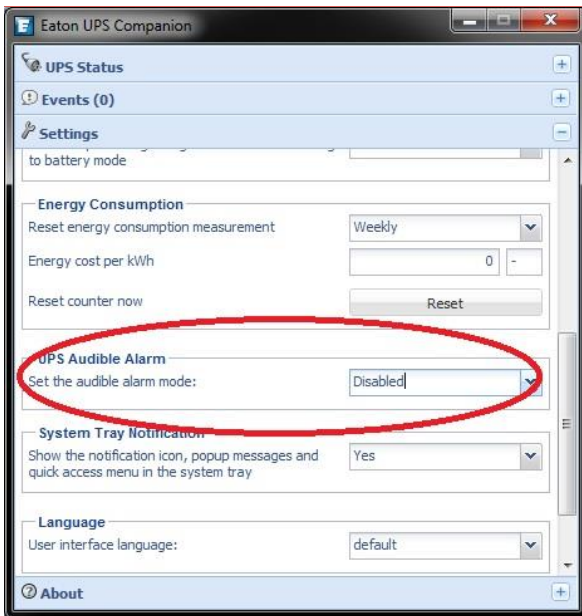 Eaton UPS Companion
UPS Status
Events (0)
Settings
to battery mode
Energy Consumption
Reset energy consumption measurement Weekly
Energy cost per kWh 0 -
Reset counter now Reset
UPS Audible Alarm
Set the audible alarm mode: Disabled
System Tray Notification
Show the notification icon, popup messages and Yes
quick access menu in the system tray
Language
User interface language: default
About